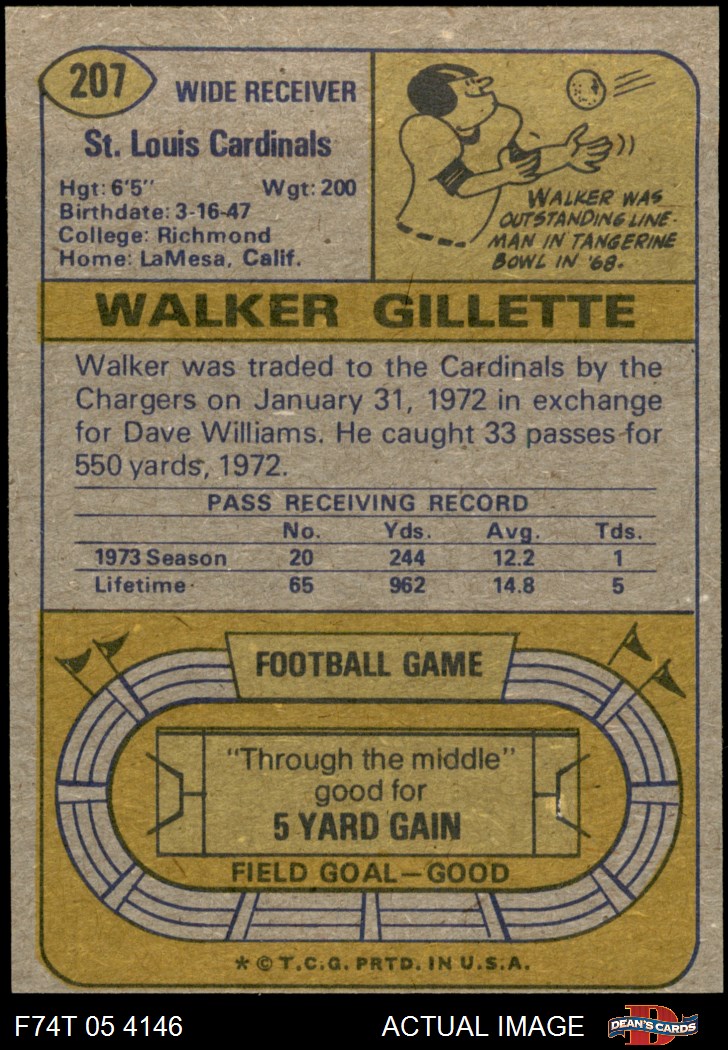 207
WIDE RECEIVER
St. Louis Cardinals
Hgt: 6'5" Wgt: 200
Birthdate: 3-16-47
College: Richmond
Home: LaMesa, Calif.
WALKER WAS
OUTSTANDING LINE-
MAN IN TANGERINE
BOWL IN '68.
WALKER GILLETTE
Walker was traded to the Cardinals by the
Chargers on January 31, 1972 in exchange
for Dave Williams. He caught 33 passes for
550 yards, 1972.
PASS RECEIVING RECORD
No. Yds. Avg. Tds.
1973 Season 20 244 12.2 1
Lifetime 65 962 14.8 5
FOOTBALL GAME
"Through the middle"
good for
5 YARD GAIN
FIELD GOAL—GOOD
* © T.C.G. PRTD. IN U.S.A.
F74T 05 4146 ACTUAL IMAGE D DEAN'S CARDS